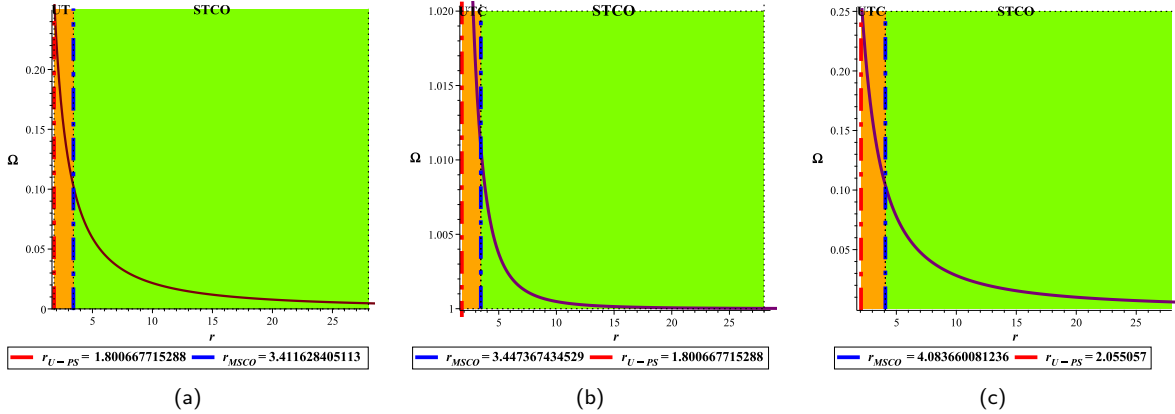 UT STCO
0.20
0.15
Ω
0.10
0.05
0
5 10 15 20 25
r
r_{U-PS} = 1.800667715288 r_{MSCO} = 3.411628405113
(a)
1.020
UTC STCO
1.015
Ω
1.010
1.005
1
5 10 15 20 25
r
r_{MSCO} = 3.447367434529 r_{U-PS} = 1.800667715288
(b)
0.25
UTC STCO
0.20
0.15
Ω
0.10
0.05
5 10 15 20 25
r
r_{MSCO} = 4.083660081236 r_{U-PS} = 2.055057
(c)